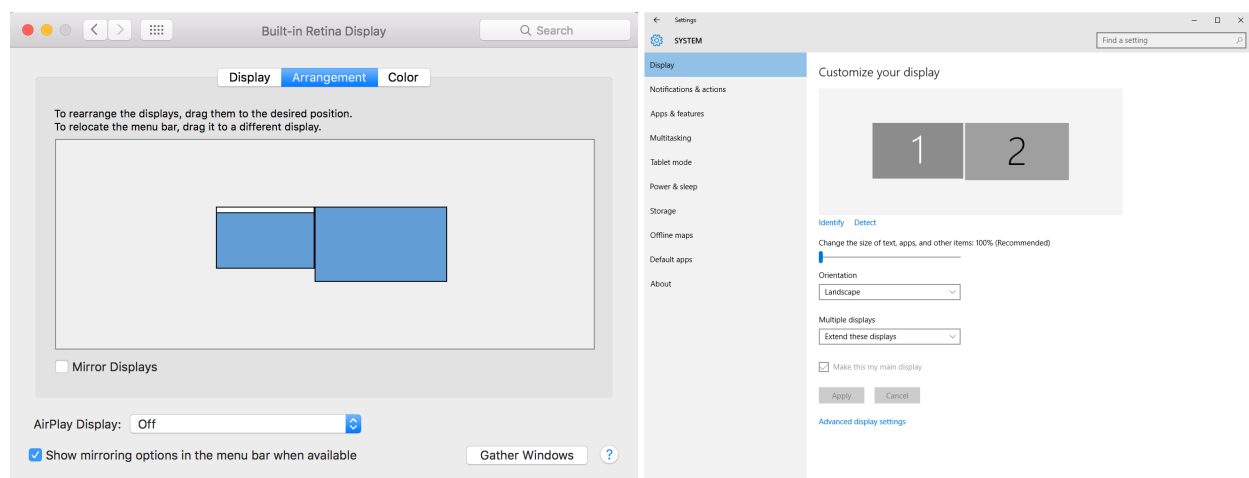 Built-in Retina Display
Search
Display Arrangement Color
To rearrange the displays, drag them to the desired position.
To relocate the menu bar, drag it to a different display.
Mirror Displays
AirPlay Display: Off
Show mirroring options in the menu bar when available
Gather Windows ?
Settings
SYSTEM
Find a setting
Display
Notifications & actions
Apps & features
Multitasking
Tablet mode
Power & sleep
Storage
Offline maps
Default apps
About
Customize your display
1 2
Identify Detect
Change the size of text, apps, and other items: 100% (Recommended)
Orientation
Landscape
Multiple displays
Extend these displays
Make this my main display
Apply Cancel
Advanced display settings